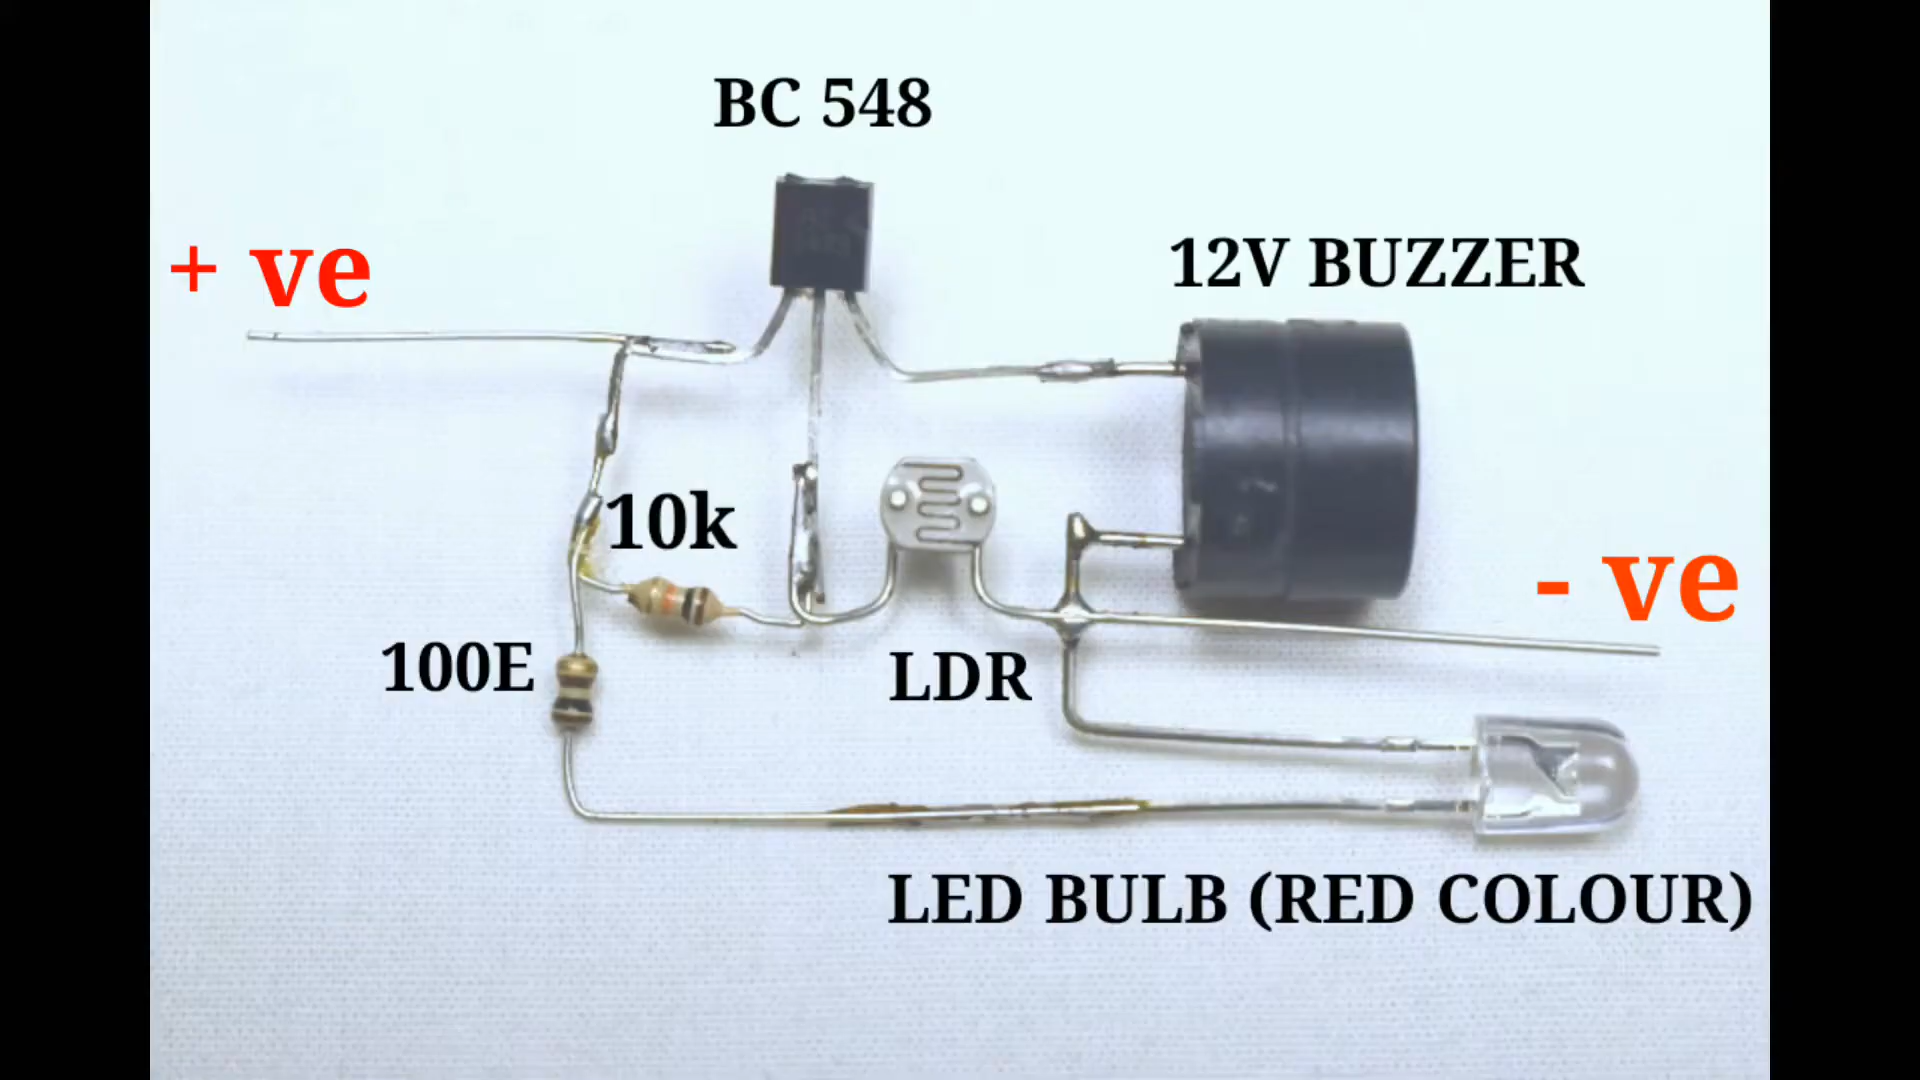 BC 548
+ ve
12V BUZZER
10k
- ve
100E
LDR
LED BULB (RED COLOUR)